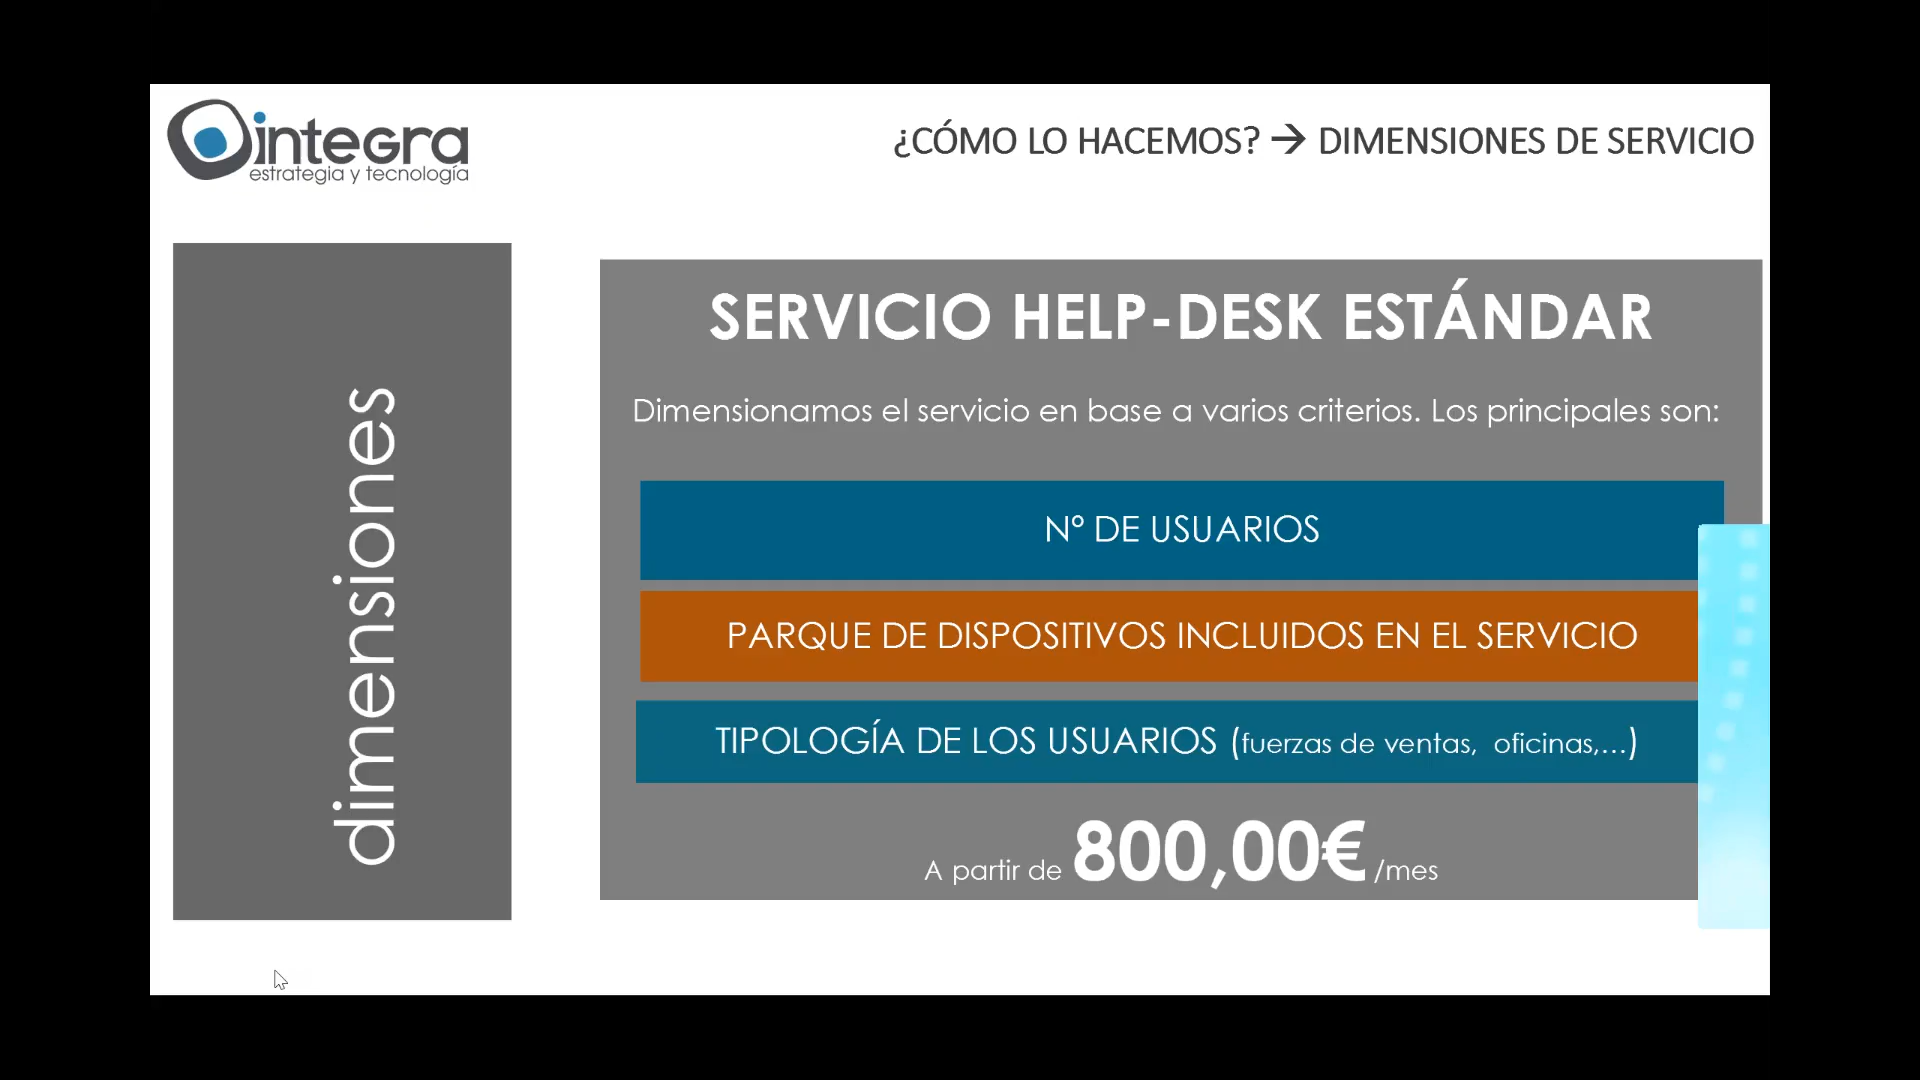 integra
estrategia y tecnología
¿CÓMO LO HACEMOS? → DIMENSIONES DE SERVICIO
dimensiones
SERVICIO HELP-DESK ESTÁNDAR
Dimensionamos el servicio en base a varios criterios. Los principales son:
Nº DE USUARIOS
PARQUE DE DISPOSITIVOS INCLUIDOS EN EL SERVICIO
TIPOLOGÍA DE LOS USUARIOS (fuerzas de ventas, oficinas,...)
A partir de 800,00€ /mes